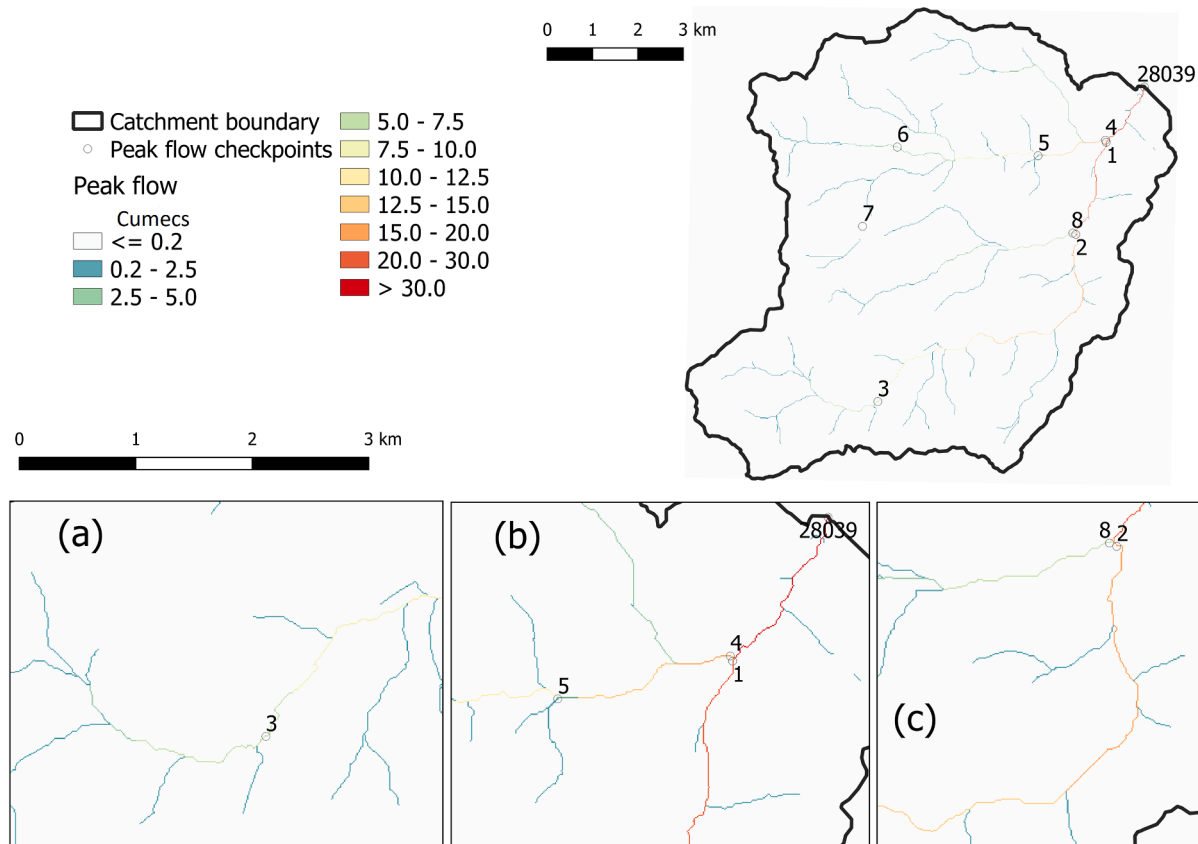 0 1 2 3 km
28039
Catchment boundary
Peak flow checkpoints
Peak flow
Cumecs
<= 0.2
0.2 - 2.5
2.5 - 5.0
5.0 - 7.5
7.5 - 10.0
10.0 - 12.5
12.5 - 15.0
15.0 - 20.0
20.0 - 30.0
> 30.0
4
6
5
1
7
8
2
3
0 1 2 3 km
(a)
3
(b)
28039
4
1
5
(c)
8 2